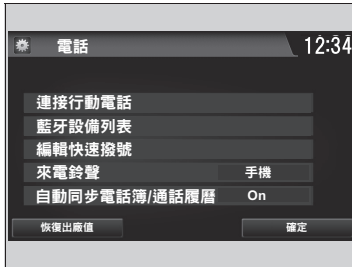 電話 12:34
連接行動電話
藍牙設備列表
編輯快速撥號
來電鈴聲 手機
自動同步電話簿/通話履曆 On
恢復出廠值 確定